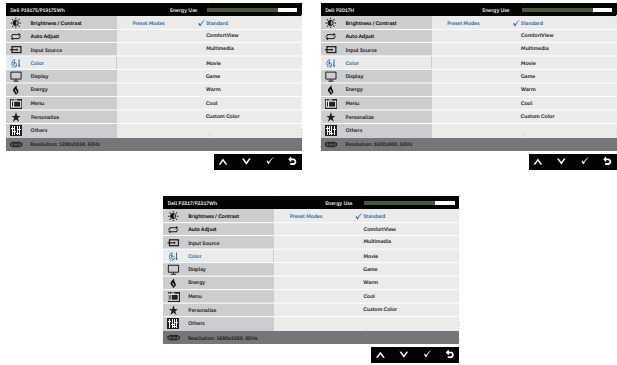 Dell P1917S/P1917SWh Energy Use
Brightness / Contrast Preset Modes ✓ Standard
Auto Adjust ComfortView
Input Source Multimedia
Color Movie
Display Game
Energy Warm
Menu Cool
Personalize Custom Color
Others
Resolution: 1280x1024, 60Hz
Dell P2017H Energy Use
Brightness / Contrast Preset Modes ✓ Standard
Auto Adjust ComfortView
Input Source Multimedia
Color Movie
Display Game
Energy Warm
Menu Cool
Personalize Custom Color
Others
Resolution: 1600x900, 60Hz
Dell P2217/P2217Wh Energy Use
Brightness / Contrast Preset Modes ✓ Standard
Auto Adjust ComfortView
Input Source Multimedia
Color Movie
Display Game
Energy Warm
Menu Cool
Personalize Custom Color
Others
Resolution: 1680x1050, 60Hz